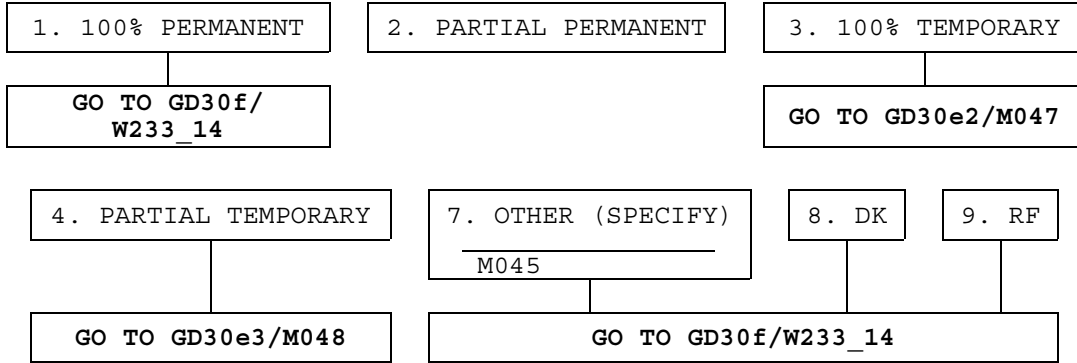 1. 100% PERMANENT
2. PARTIAL PERMANENT
3. 100% TEMPORARY
GO TO GD30f/
W233_14
GO TO GD30e2/M047
4. PARTIAL TEMPORARY
7. OTHER (SPECIFY)
M045
8. DK
9. RF
GO TO GD30e3/M048
GO TO GD30f/W233_14